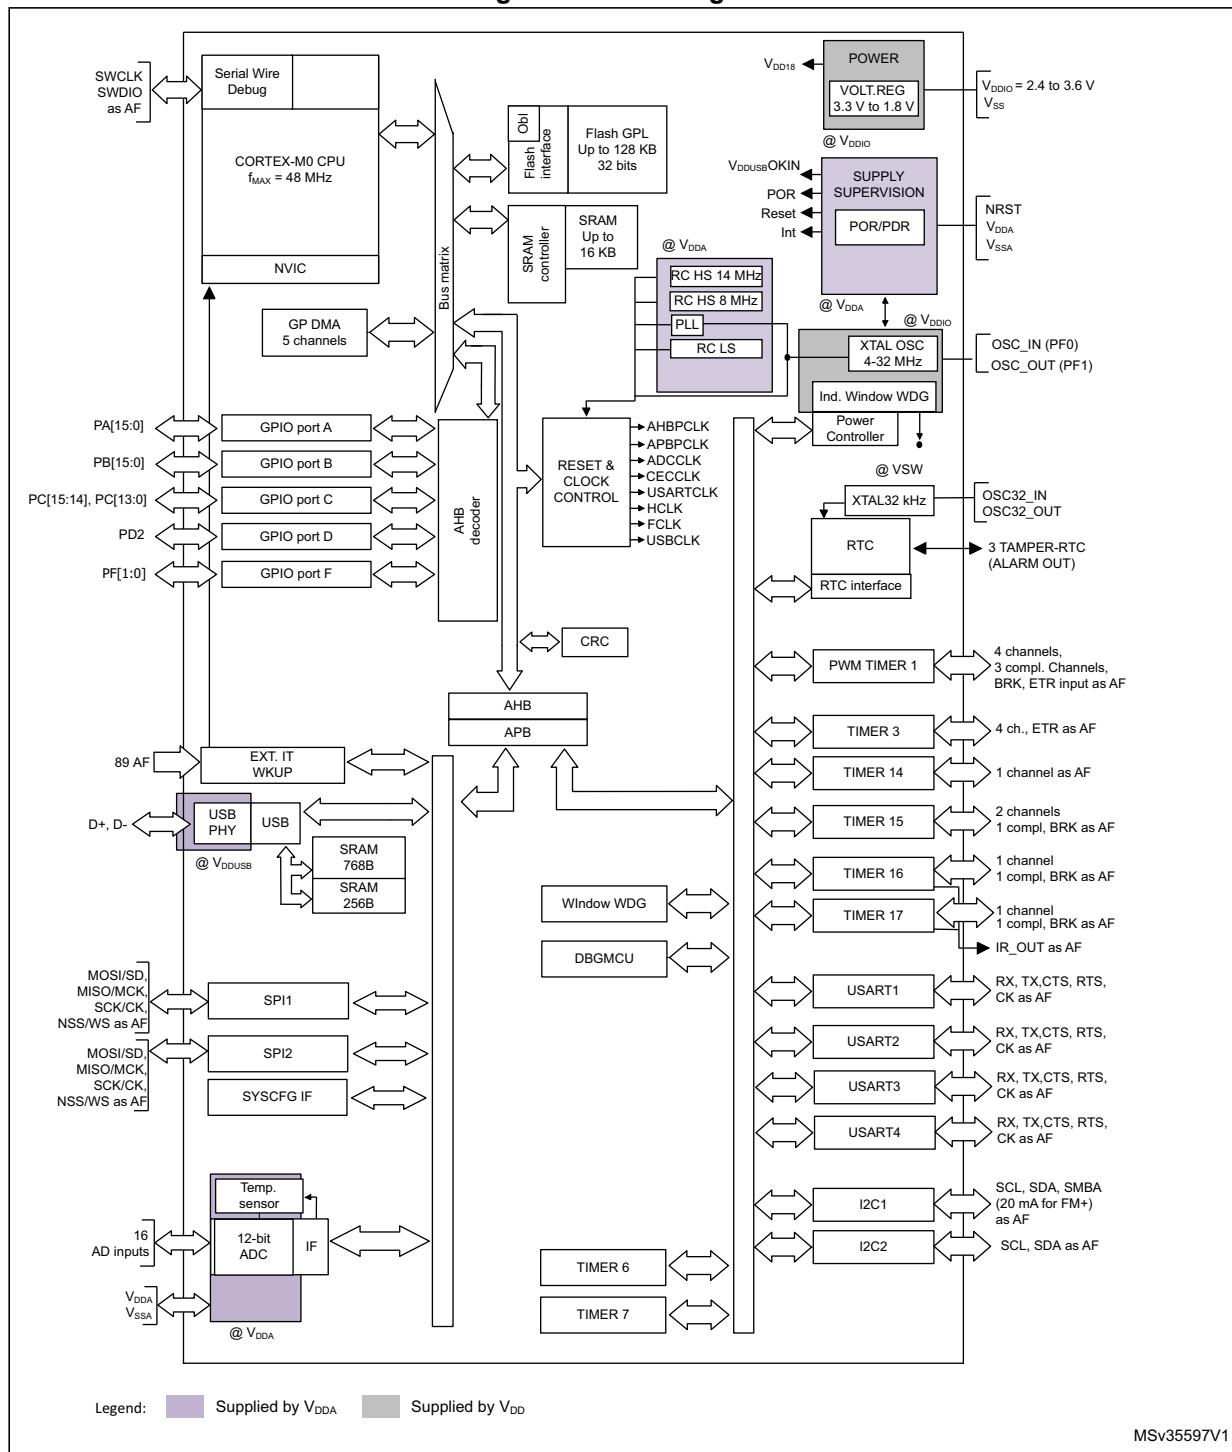 SWCLK
SWDIO
as AF
Serial Wire
Debug
CORTEX-M0 CPU
fMAX = 48 MHz
NVIC
Bus matrix
Obl
Flash
interface
Flash GPL
Up to 128 KB
32 bits
SRAM
controller
SRAM
Up to
16 KB
VDD18
POWER
VOLT.REG
3.3 V to 1.8 V
VDDIO = 2.4 to 3.6 V
VSS
@ VDDIO
VDDUSBOKIN
POR
Reset
Int
SUPPLY
SUPERVISION
POR/PDR
NRST
VDDA
VSSA
@ VDDA
@ VDDA
RC HS 14 MHz
RC HS 8 MHz
PLL
RC LS
@ VDDIO
XTAL OSC
4-32 MHz
Ind. Window WDG
OSC_IN (PF0)
OSC_OUT (PF1)
Power
Controller
GP DMA
5 channels
PA[15:0]
GPIO port A
PB[15:0]
GPIO port B
PC[15:14], PC[13:0]
GPIO port C
PD2
GPIO port D
PF[1:0]
GPIO port F
AHB
decoder
RESET &
CLOCK
CONTROL
AHBPCLK
APBPCLK
ADCCLK
CECCLK
USARTCLK
HCLK
FCLK
USBCLK
@ VSW
XTAL32 kHz
OSC32_IN
OSC32_OUT
RTC
RTC interface
3 TAMPER-RTC
(ALARM OUT)
CRC
AHB
APB
PWM TIMER 1
4 channels,
3 compl. Channels,
BRK, ETR input as AF
TIMER 3
4 ch., ETR as AF
TIMER 14
1 channel as AF
TIMER 15
2 channels
1 compl, BRK as AF
TIMER 16
1 channel
1 compl, BRK as AF
TIMER 17
1 channel
1 compl, BRK as AF
IR_OUT as AF
89 AF
EXT. IT
WKUP
D+, D-
USB
PHY
USB
@ VDDUSB
SRAM
768B
SRAM
256B
WIndow WDG
DBGMCU
MOSI/SD,
MISO/MCK,
SCK/CK,
NSS/WS as AF
SPI1
MOSI/SD,
MISO/MCK,
SCK/CK,
NSS/WS as AF
SPI2
SYSCFG IF
USART1
RX, TX,CTS, RTS,
CK as AF
USART2
RX, TX,CTS, RTS,
CK as AF
USART3
RX, TX,CTS, RTS,
CK as AF
USART4
RX, TX,CTS, RTS,
CK as AF
Temp.
sensor
16
AD inputs
12-bit
ADC
IF
VDDA
VSSA
@ VDDA
I2C1
SCL, SDA, SMBA
(20 mA for FM+)
as AF
I2C2
SCL, SDA as AF
TIMER 6
TIMER 7
Legend:
Supplied by VDDA
Supplied by VDD
MSv35597V1